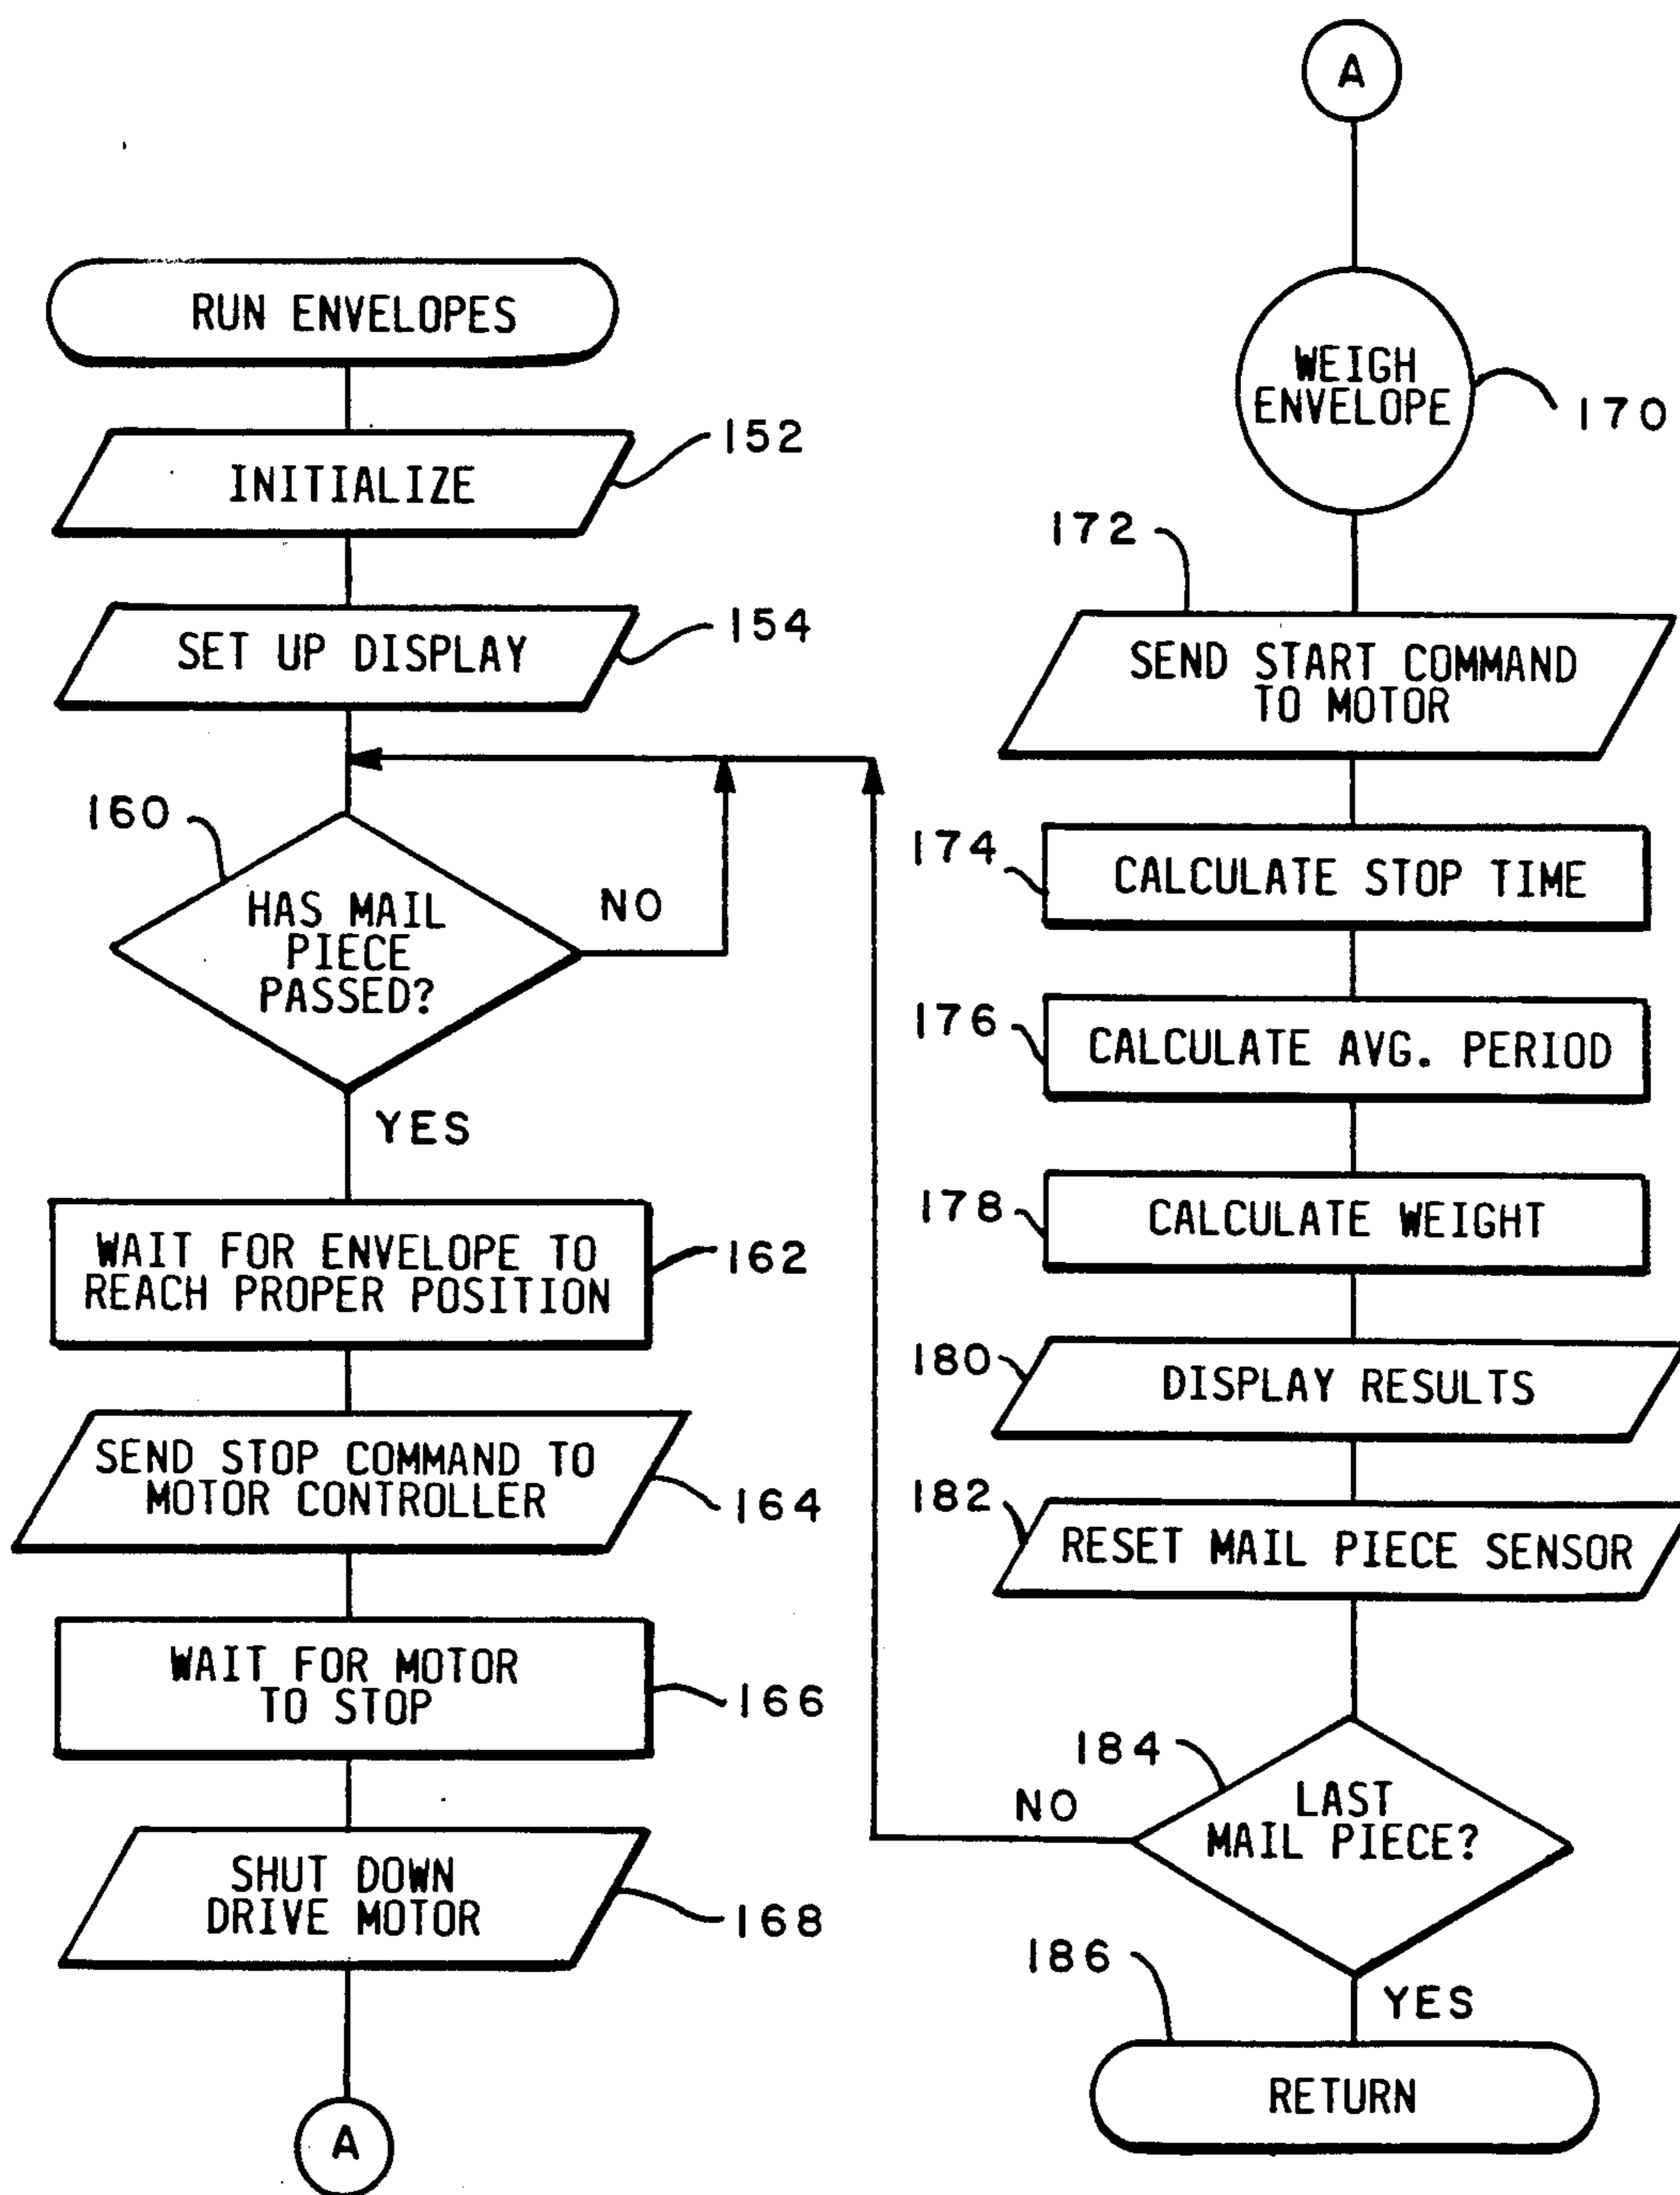 RUN ENVELOPES
INITIALIZE
152
SET UP DISPLAY
154
160
HAS MAIL
PIECE
PASSED?
NO
YES
WAIT FOR ENVELOPE TO
REACH PROPER POSITION
162
SEND STOP COMMAND TO
MOTOR CONTROLLER
164
WAIT FOR MOTOR
TO STOP
166
SHUT DOWN
DRIVE MOTOR
168
A
A
WEIGH
ENVELOPE
170
172
SEND START COMMAND
TO MOTOR
174
CALCULATE STOP TIME
176
CALCULATE AVG. PERIOD
178
CALCULATE WEIGHT
180
DISPLAY RESULTS
182
RESET MAIL PIECE SENSOR
184
LAST
MAIL PIECE?
NO
YES
186
RETURN